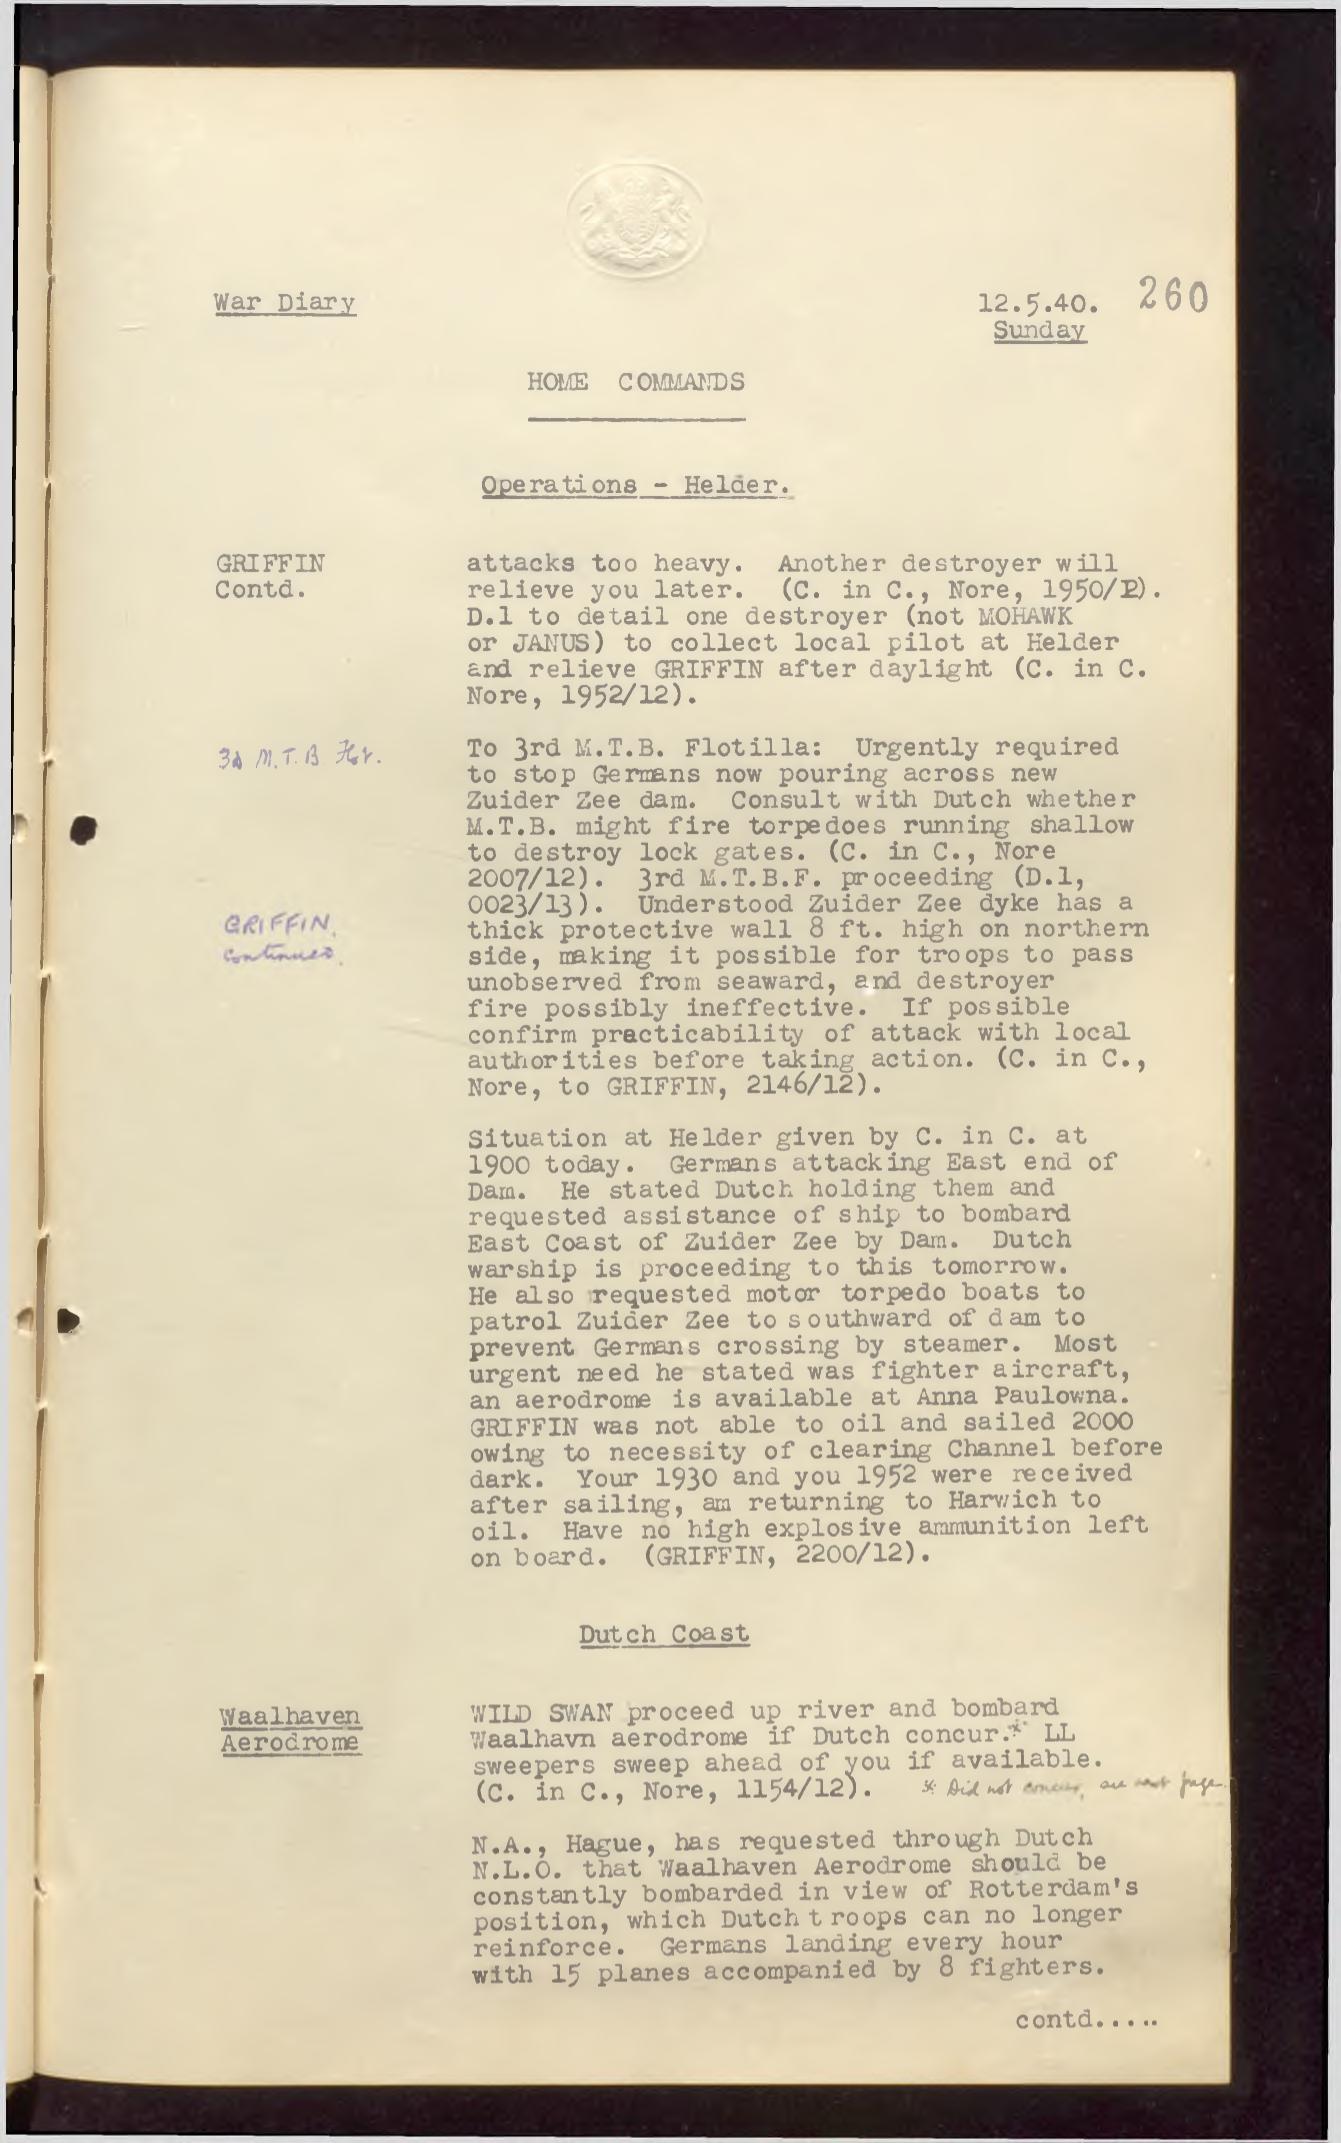 War Diary
12.5.40. 260
Sunday
HOME COMMANDS
Operations - Helder.
GRIFFIN
Contd.
attacks too heavy. Another destroyer will
relieve you later. (C. in C., Nore, 1950/12).
D.1 to detail one destroyer (not MOHAWK
or JANUS) to collect local pilot at Helder
and relieve GRIFFIN after daylight (C. in C.
Nore, 1952/12).
3d M.T.B Flot.
To 3rd M.T.B. Flotilla: Urgently required
to stop Germans now pouring across new
Zuider Zee dam. Consult with Dutch whether
M.T.B. might fire torpedoes running shallow
to destroy lock gates. (C. in C., Nore
2007/12). 3rd M.T.B.F. proceeding (D.1,
0023/13). Understood Zuider Zee dyke has a
GRIFFIN.
continued.
thick protective wall 8 ft. high on northern
side, making it possible for troops to pass
unobserved from seaward, and destroyer
fire possibly ineffective. If possible
confirm practicability of attack with local
authorities before taking action. (C. in C.,
Nore, to GRIFFIN, 2146/12).
Situation at Helder given by C. in C. at
1900 today. Germans attacking East end of
Dam. He stated Dutch holding them and
requested assistance of ship to bombard
East Coast of Zuider Zee by Dam. Dutch
warship is proceeding to this tomorrow.
He also requested motor torpedo boats to
patrol Zuider Zee to southward of dam to
prevent Germans crossing by steamer. Most
urgent need he stated was fighter aircraft,
an aerodrome is available at Anna Paulowna.
GRIFFIN was not able to oil and sailed 2000
owing to necessity of clearing Channel before
dark. Your 1930 and you 1952 were received
after sailing, am returning to Harwich to
oil. Have no high explosive ammunition left
on board. (GRIFFIN, 2200/12).
Dutch Coast
Waalhaven
Aerodrome
WILD SWAN proceed up river and bombard
Waalhavn aerodrome if Dutch concur.* LL
sweepers sweep ahead of you if available.
(C. in C., Nore, 1154/12). * Did not concur, see next page.
N.A., Hague, has requested through Dutch
N.L.O. that Waalhaven Aerodrome should be
constantly bombarded in view of Rotterdam's
position, which Dutch troops can no longer
reinforce. Germans landing every hour
with 15 planes accompanied by 8 fighters.
contd.....